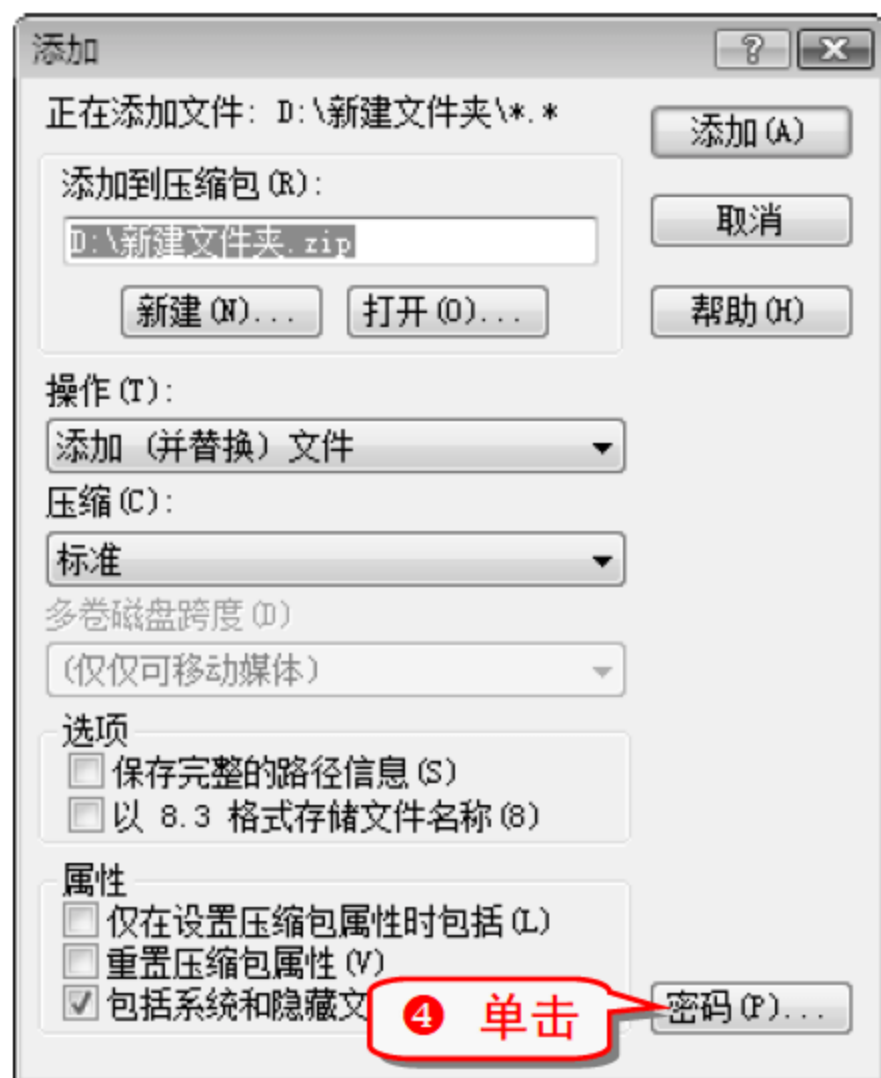 添加
正在添加文件: D:\新建文件夹\*.*
添加(A)
添加到压缩包(R):
D:\新建文件夹.zip
取消
新建(N)...
打开(O)...
帮助(H)
操作(T):
添加 (并替换) 文件
压缩(C):
标准
多卷磁盘跨度(D)
(仅仅可移动媒体)
选项
保存完整的路径信息(S)
以 8.3 格式存储文件名称(8)
属性
仅在设置压缩包属性时包括(L)
重置压缩包属性(V)
包括系统和隐藏文
❹ 单击
密码(P)...